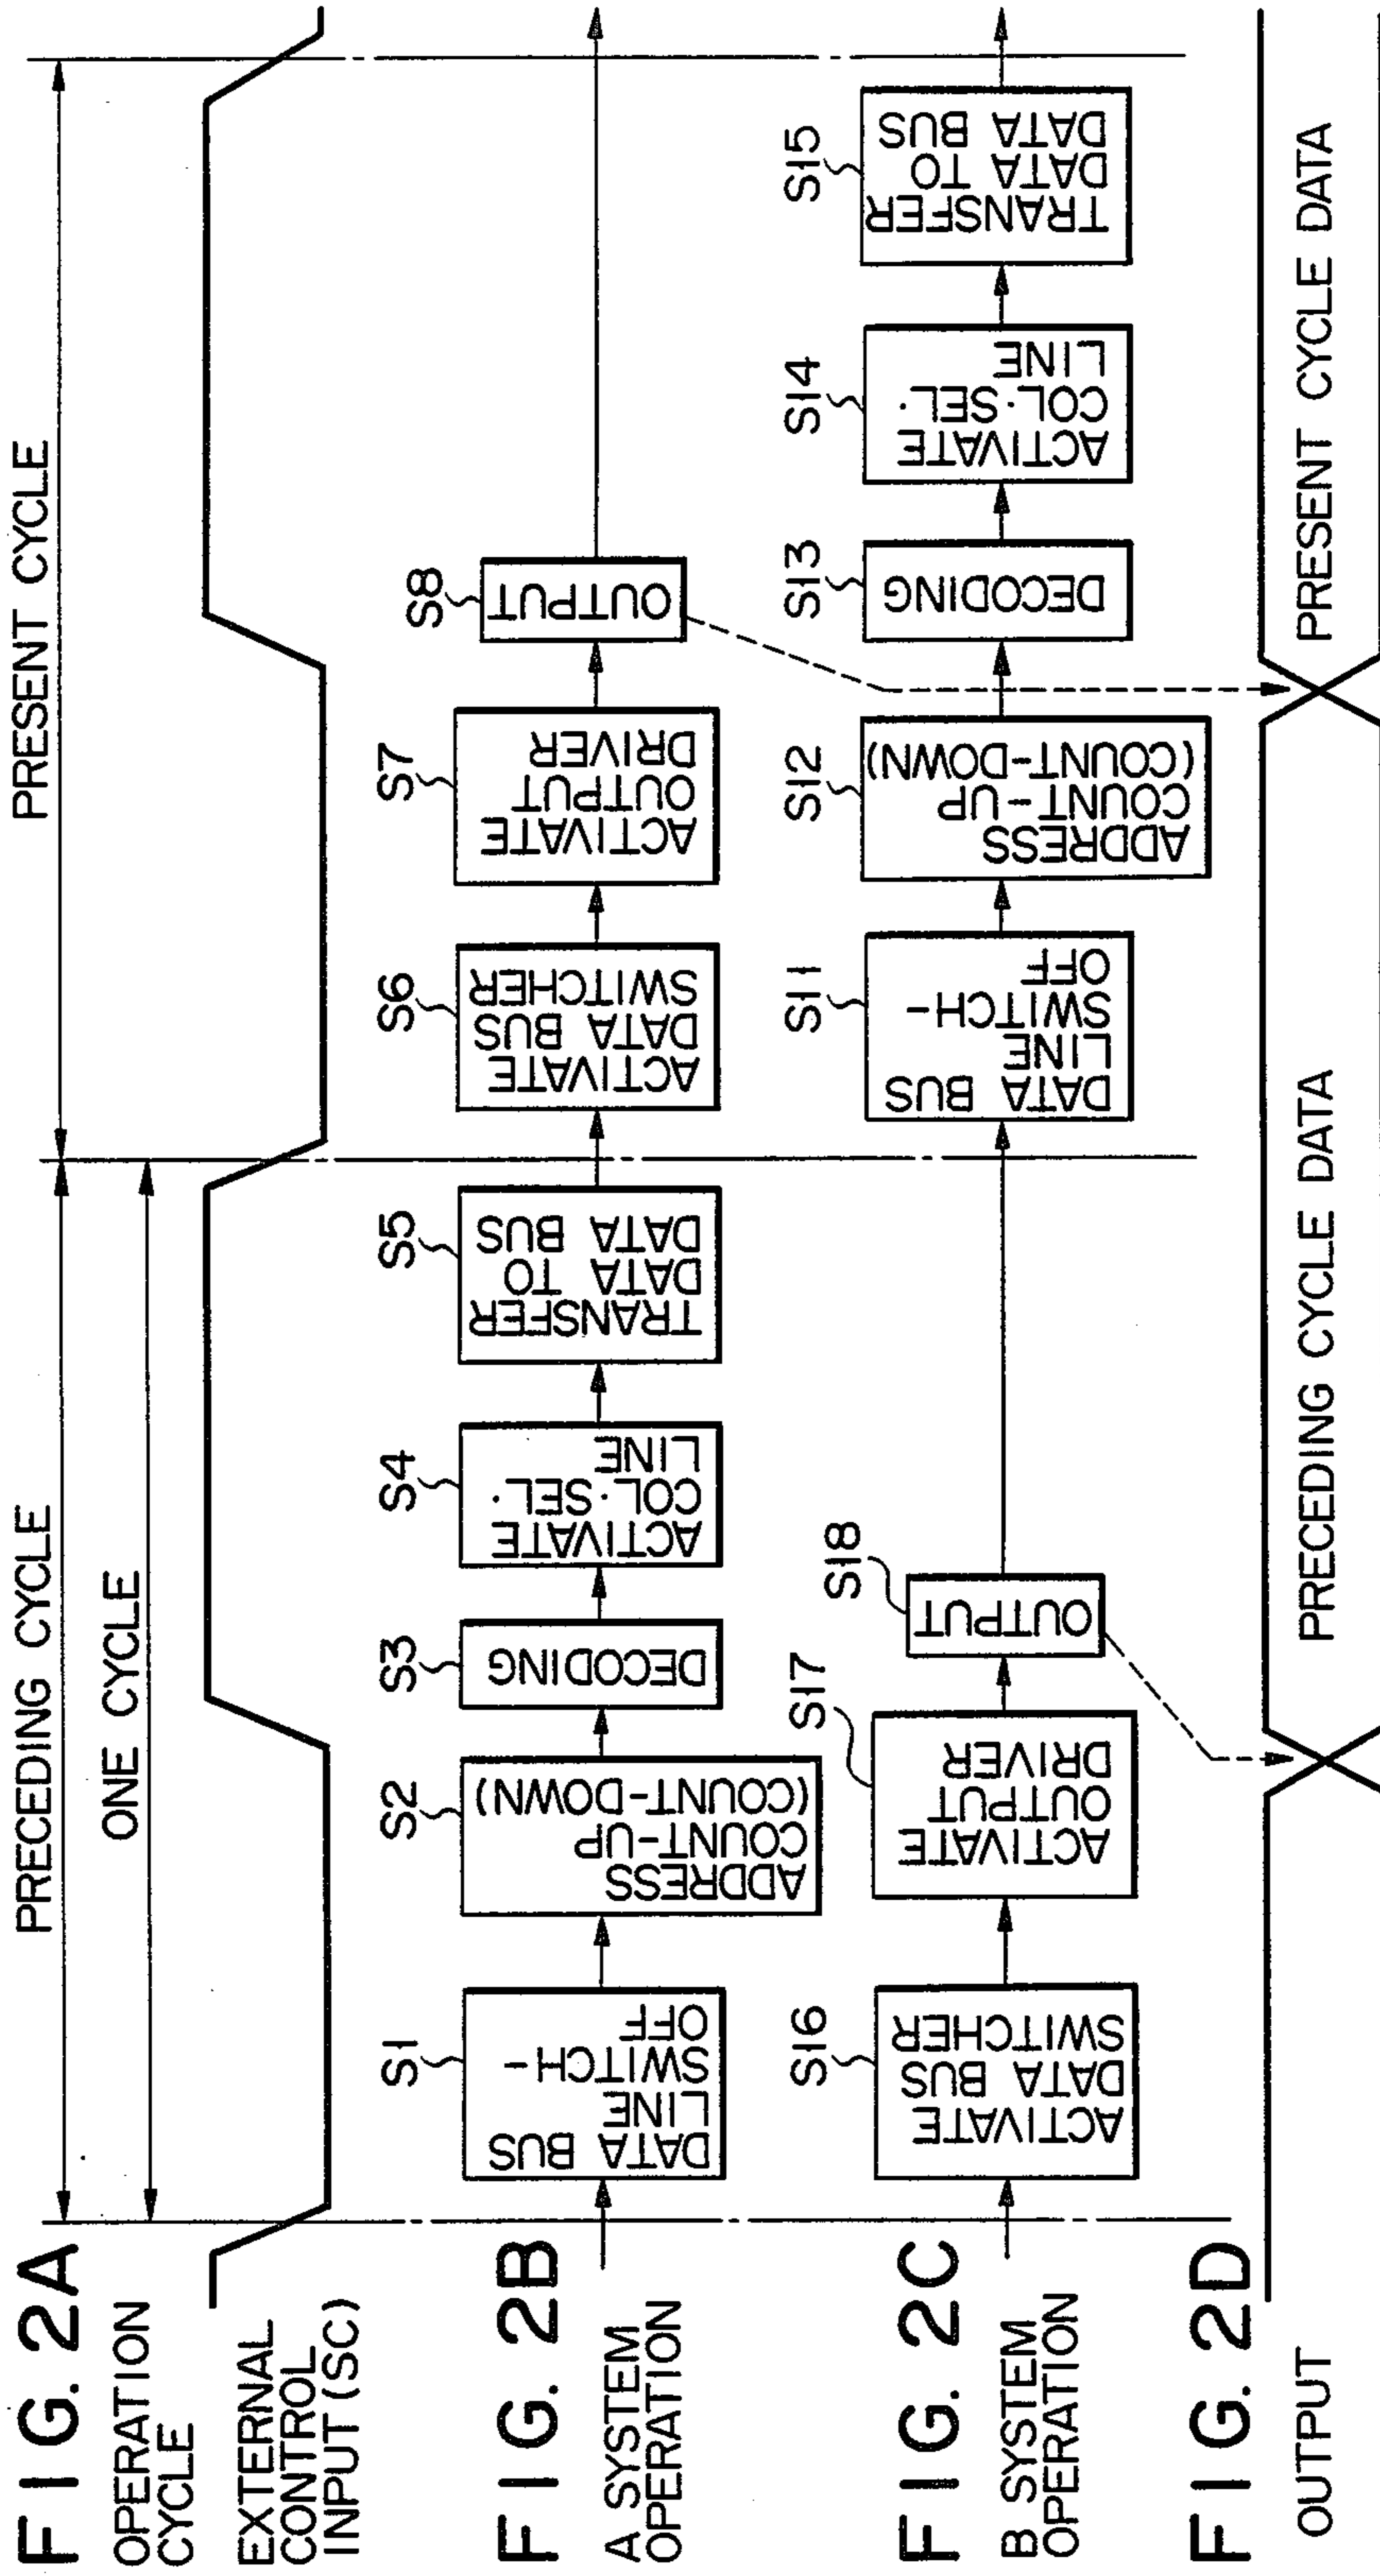 FIG. 2A
OPERATION
CYCLE
PRECEDING CYCLE
PRESENT CYCLE
ONE CYCLE
EXTERNAL
CONTROL
INPUT (SC)
FIG. 2B
A SYSTEM
OPERATION
S1
DATA BUS
LINE
SWITCH-
OFF
S2
ADDRESS
COUNT-UP
(COUNT-DOWN)
S3
DECODING
S4
ACTIVATE
COL·SEL·
LINE
S5
TRANSFER
DATA TO
DATA BUS
S6
ACTIVATE
DATA BUS
SWITCHER
S7
ACTIVATE
OUTPUT
DRIVER
S8
OUTPUT
FIG. 2C
B SYSTEM
OPERATION
S16
ACTIVATE
DATA BUS
SWITCHER
S17
ACTIVATE
OUTPUT
DRIVER
S18
OUTPUT
S11
DATA BUS
LINE
SWITCH-
OFF
S12
ADDRESS
COUNT-UP
(COUNT-DOWN)
S13
DECODING
S14
ACTIVATE
COL·SEL·
LINE
S15
TRANSFER
DATA TO
DATA BUS
FIG. 2D
OUTPUT
PRECEDING CYCLE DATA
PRESENT CYCLE DATA